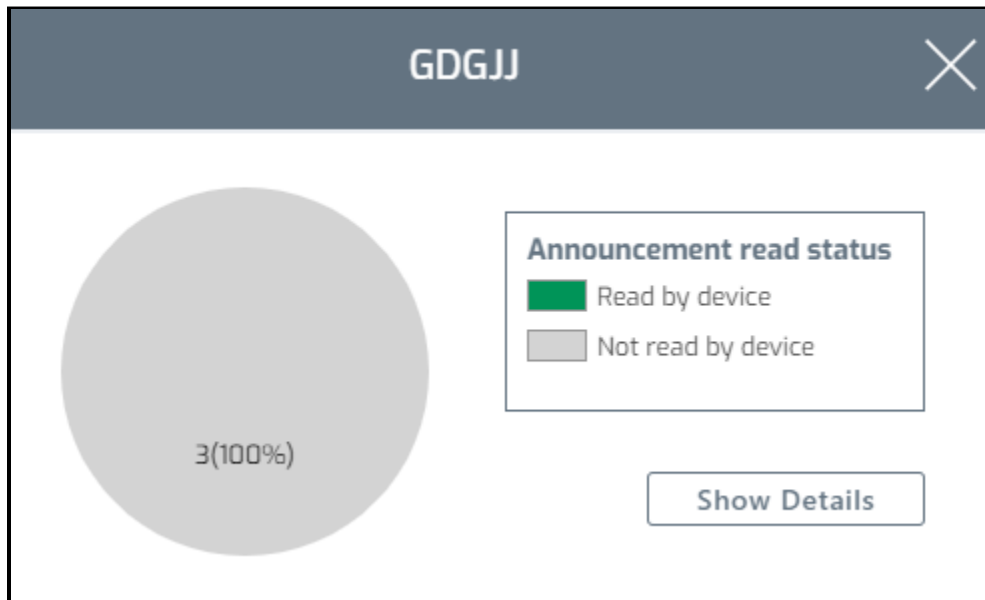 GDGJJ
Announcement read status
Read by device
Not read by device
3(100%)
Show Details